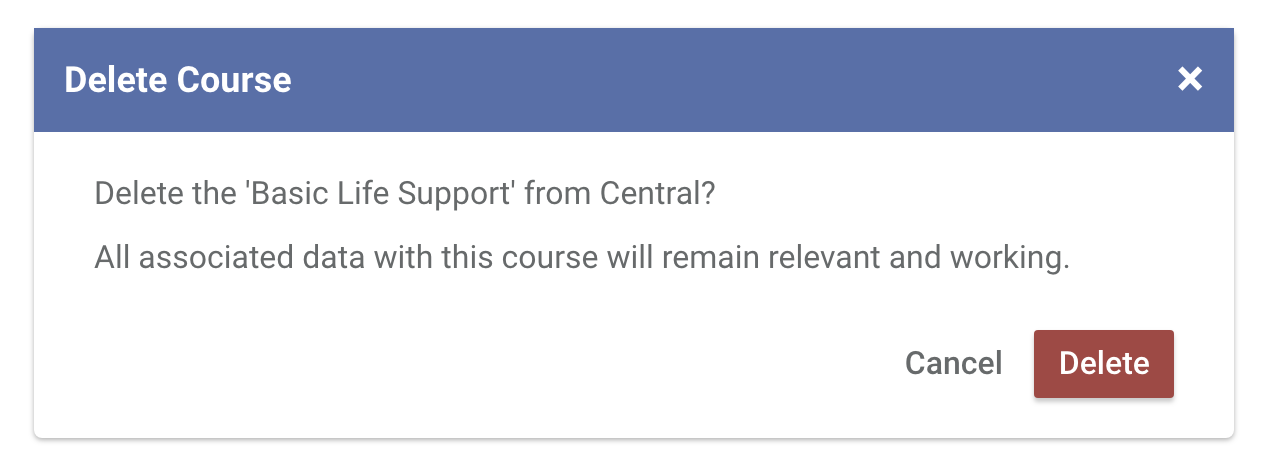 Delete Course ×
Delete the 'Basic Life Support' from Central?
All associated data with this course will remain relevant and working.
Cancel Delete